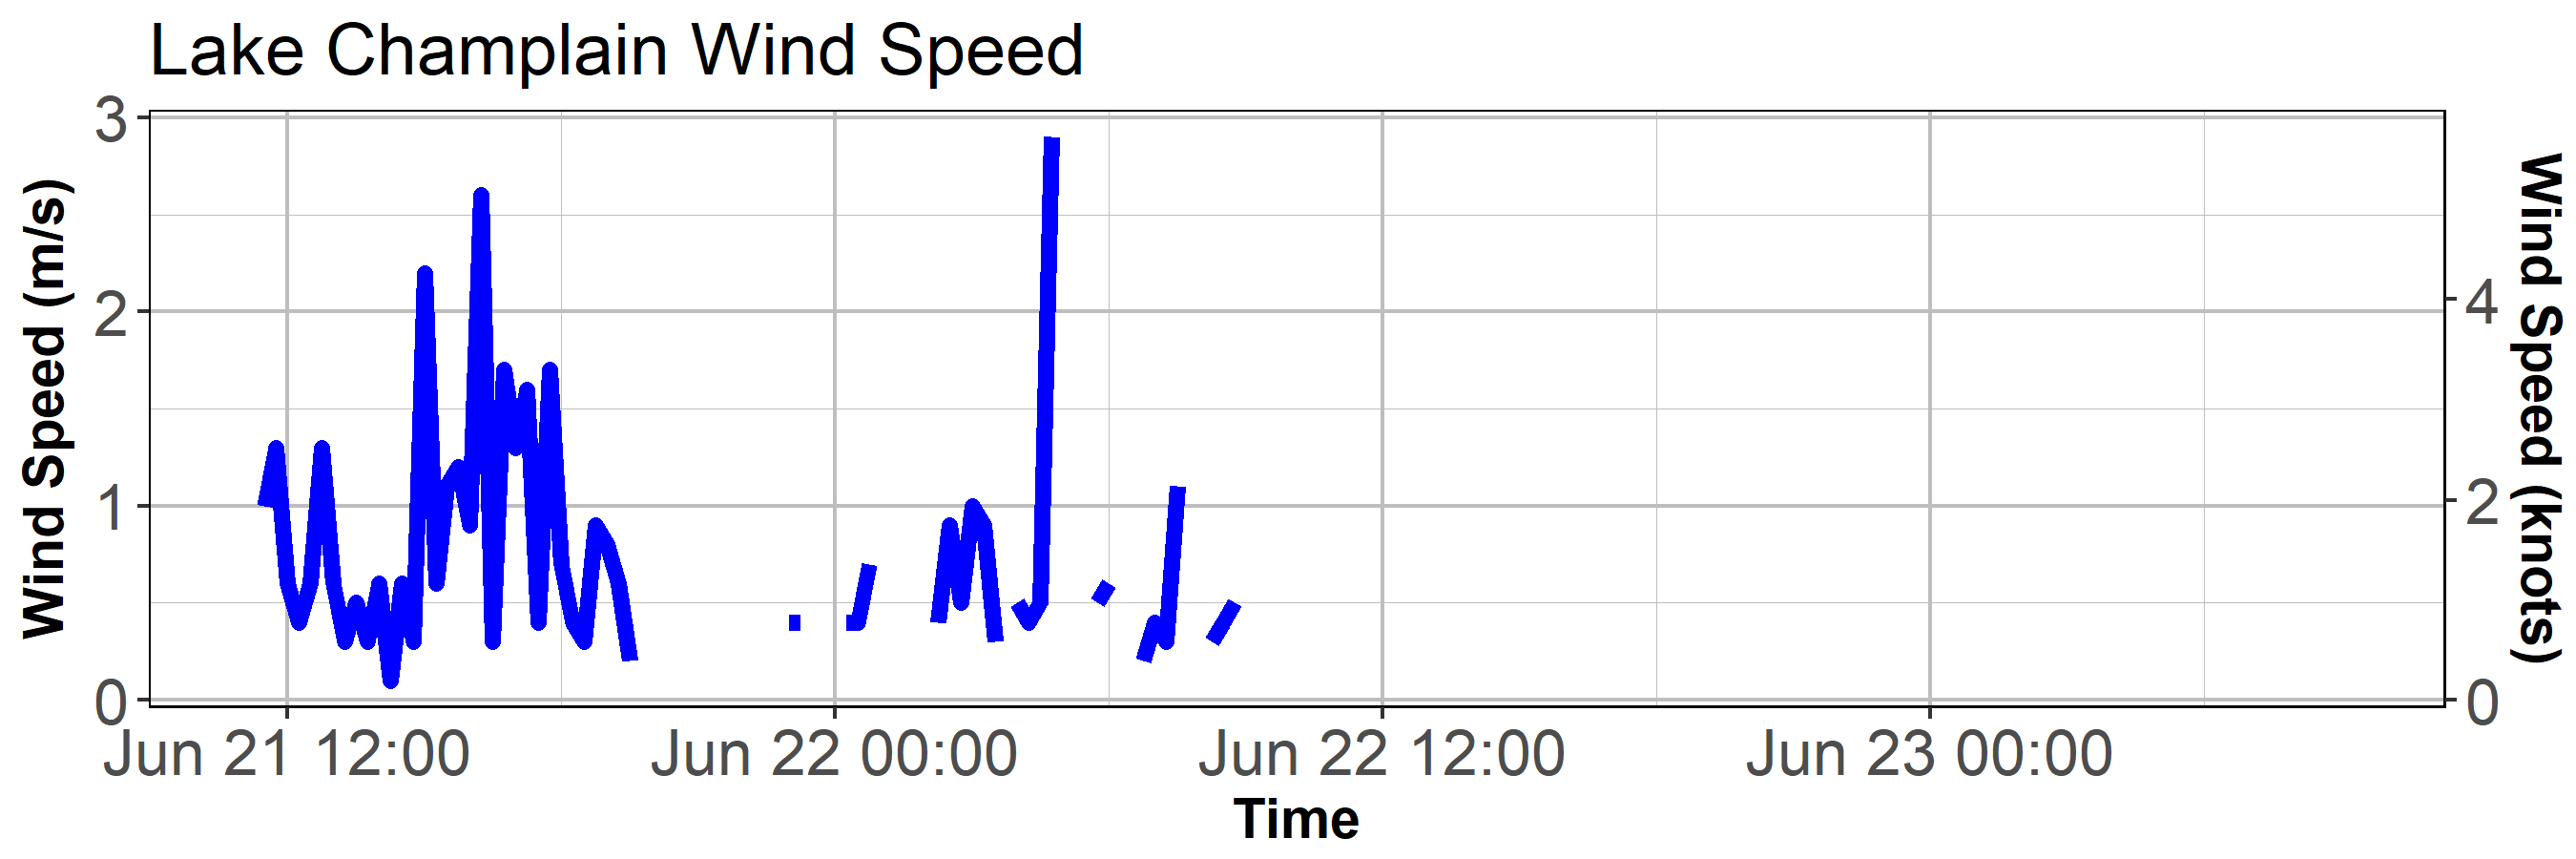 Lake Champlain Wind Speed
3
2
1
0
Wind Speed (m/s)
4
2
0
Wind Speed (knots)
Jun 21 12:00 Jun 22 00:00 Jun 22 12:00 Jun 23 00:00
Time